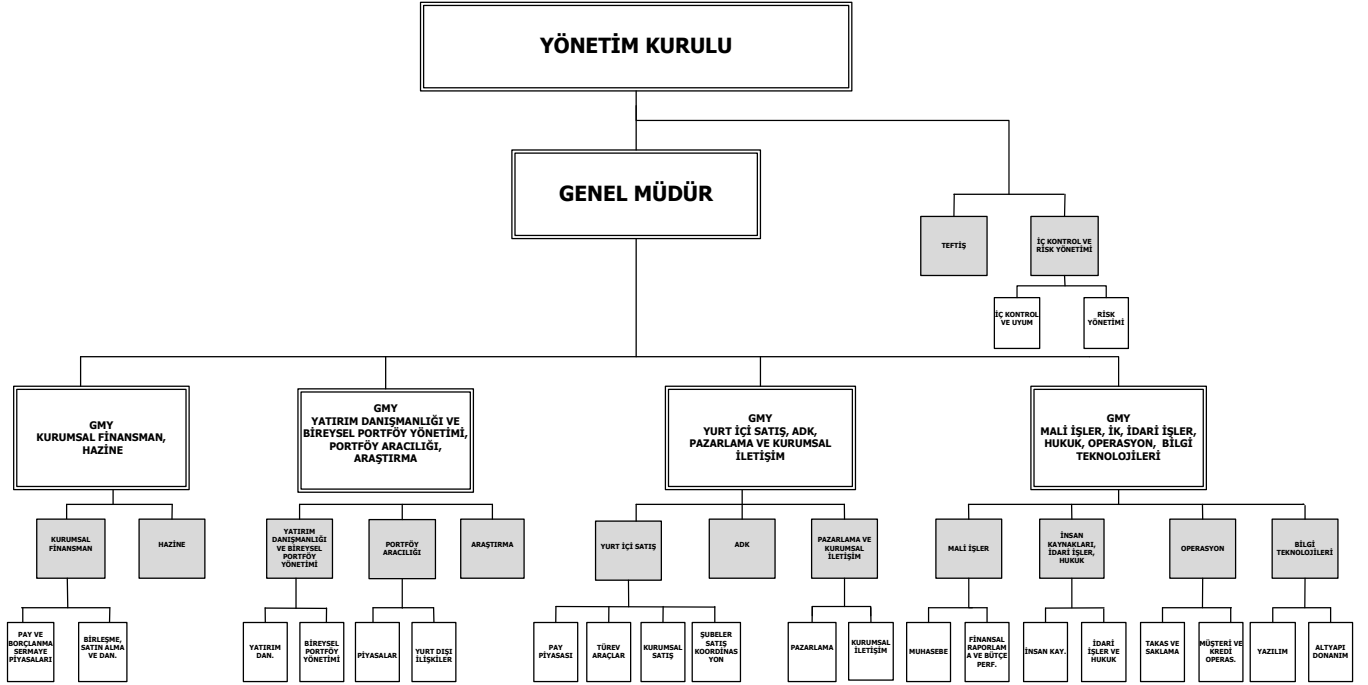 YÖNETİM KURULU
GENEL MÜDÜR
TEFTİŞ
İÇ KONTROL VE
RİSK YÖNETİMİ
İÇ KONTROL
VE UYUM
RİSK
YÖNETİMİ
GMY
KURUMSAL FİNANSMAN,
HAZİNE
GMY
YATIRIM DANIŞMANLIĞI VE
BİREYSEL PORTFÖY YÖNETİMİ,
PORTFÖY ARACILIĞI,
ARAŞTIRMA
GMY
YURT İÇİ SATIŞ, ADK,
PAZARLAMA VE KURUMSAL
İLETİŞİM
GMY
MALİ İŞLER, İK, İDARİ İŞLER,
HUKUK, OPERASYON, BİLGİ
TEKNOLOJİLERİ
KURUMSAL
FİNANSMAN
HAZİNE
YATIRIM
DANIŞMANLIĞI
VE BİREYSEL
PORTFÖY
YÖNETİMİ
PORTFÖY
ARACILIĞI
ARAŞTIRMA
YURT İÇİ SATIŞ
ADK
PAZARLAMA VE
KURUMSAL
İLETİŞİM
MALİ İŞLER
İNSAN
KAYNAKLARI,
İDARİ İŞLER,
HUKUK
OPERASYON
BİLGİ
TEKNOLOJİLERİ
PAY VE
BORÇLANMA
SERMAYE
PİYASALARI
BİRLEŞME,
SATIN ALMA
VE DAN.
YATIRIM
DAN.
BİREYSEL
PORTFÖY
YÖNETİMİ
PİYASALAR
YURT DIŞI
İLİŞKİLER
PAY
PİYASASI
TÜREV
ARAÇLAR
KURUMSAL
SATIŞ
ŞUBELER
SATIŞ
KOORDİNAS
YON
PAZARLAMA
KURUMSAL
İLETİŞİM
MUHASEBE
FİNANSAL
RAPORLAM
A VE BÜTÇE
PERF.
İNSAN KAY.
İDARİ
İŞLER VE
HUKUK
TAKAS VE
SAKLAMA
MÜŞTERİ VE
KREDİ
OPERAS.
YAZILIM
ALTYAPI
DONANIM